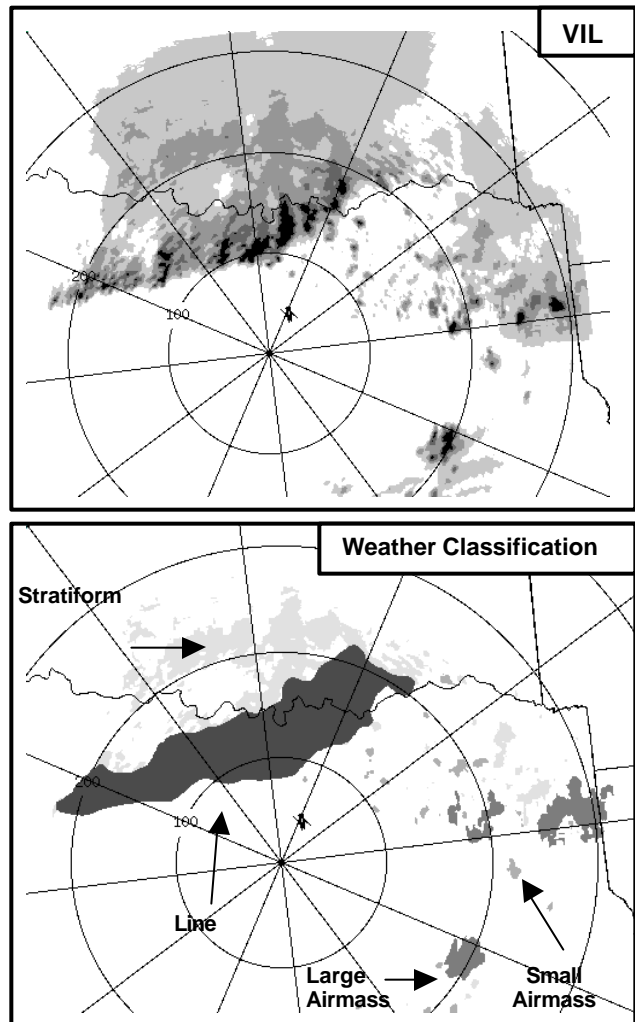 VIL
200
100
Weather Classification
Stratiform
200
100
Line
Large
Airmass
Small
Airmass